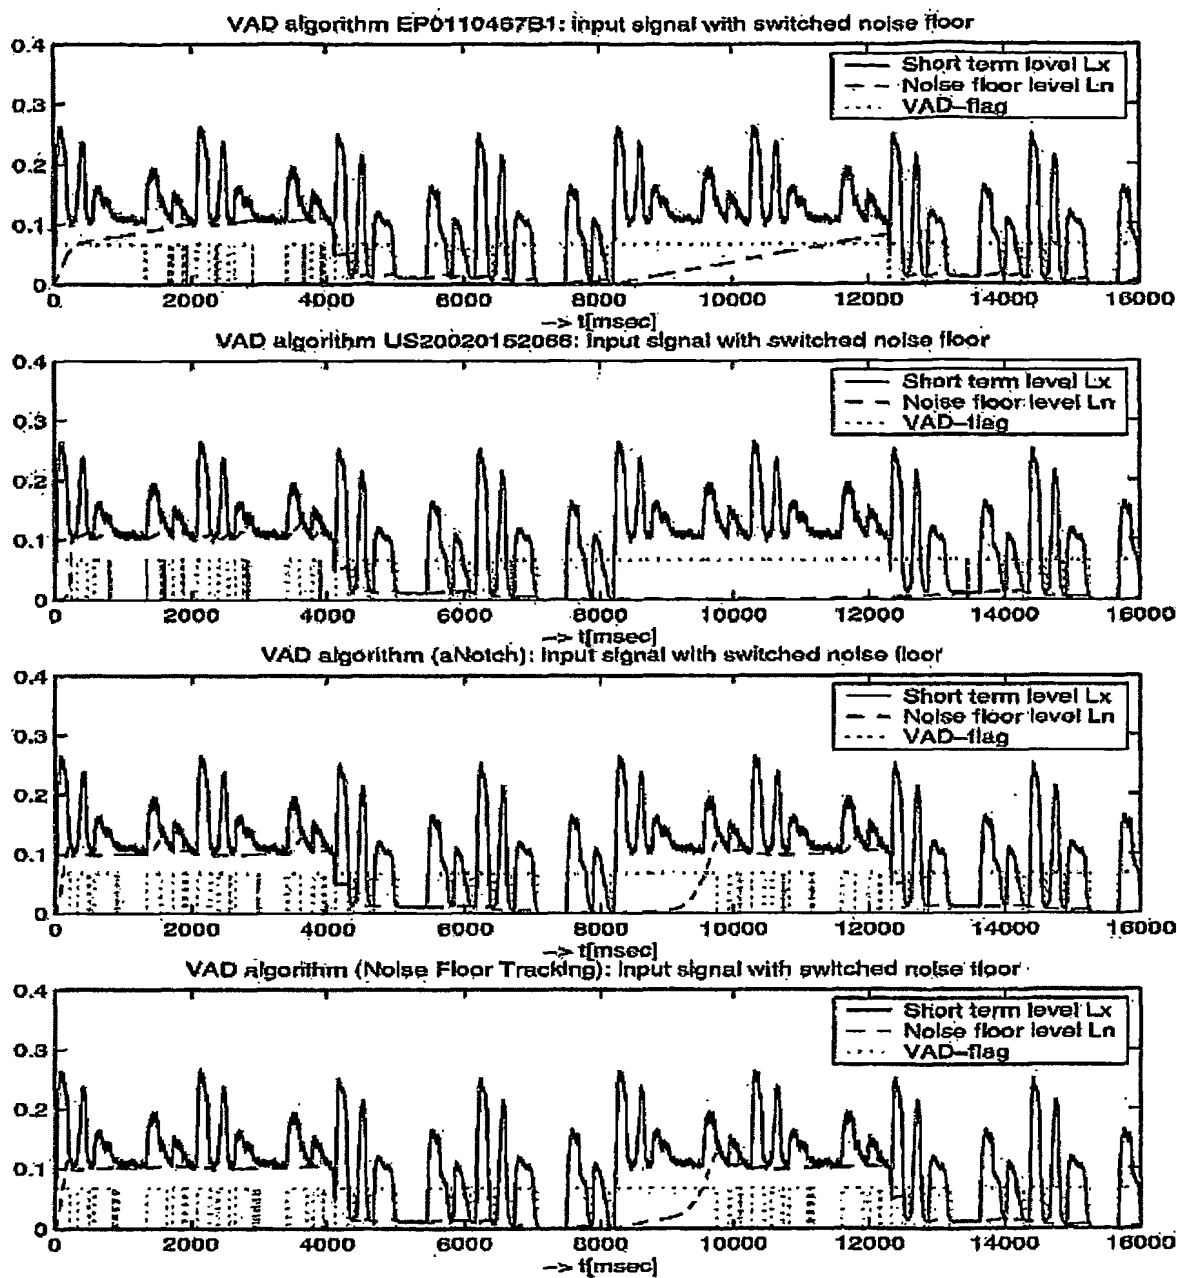 VAD algorithm EP0110467B1: input signal with switched noise floor
0.4
0.3
0.2
0.1
0
Short term level Lx
Noise floor level Ln
VAD-flag
0 2000 4000 6000 8000 10000 12000 14000 16000
-> t[msec]
VAD algorithm US20020152066: input signal with switched noise floor
0.4
0.3
0.2
0.1
0
Short term level Lx
Noise floor level Ln
VAD-flag
0 2000 4000 6000 8000 10000 12000 14000 16000
-> t[msec]
VAD algorithm (aNotch): input signal with switched noise floor
0.4
0.3
0.2
0.1
0
Short term level Lx
Noise floor level Ln
VAD-flag
0 2000 4000 6000 8000 10000 12000 14000 16000
-> t[msec]
VAD algorithm (Noise Floor Tracking): input signal with switched noise floor
0.4
0.3
0.2
0.1
0
Short term level Lx
Noise floor level Ln
VAD-flag
0 2000 4000 6000 8000 10000 12000 14000 16000
-> t[msec]